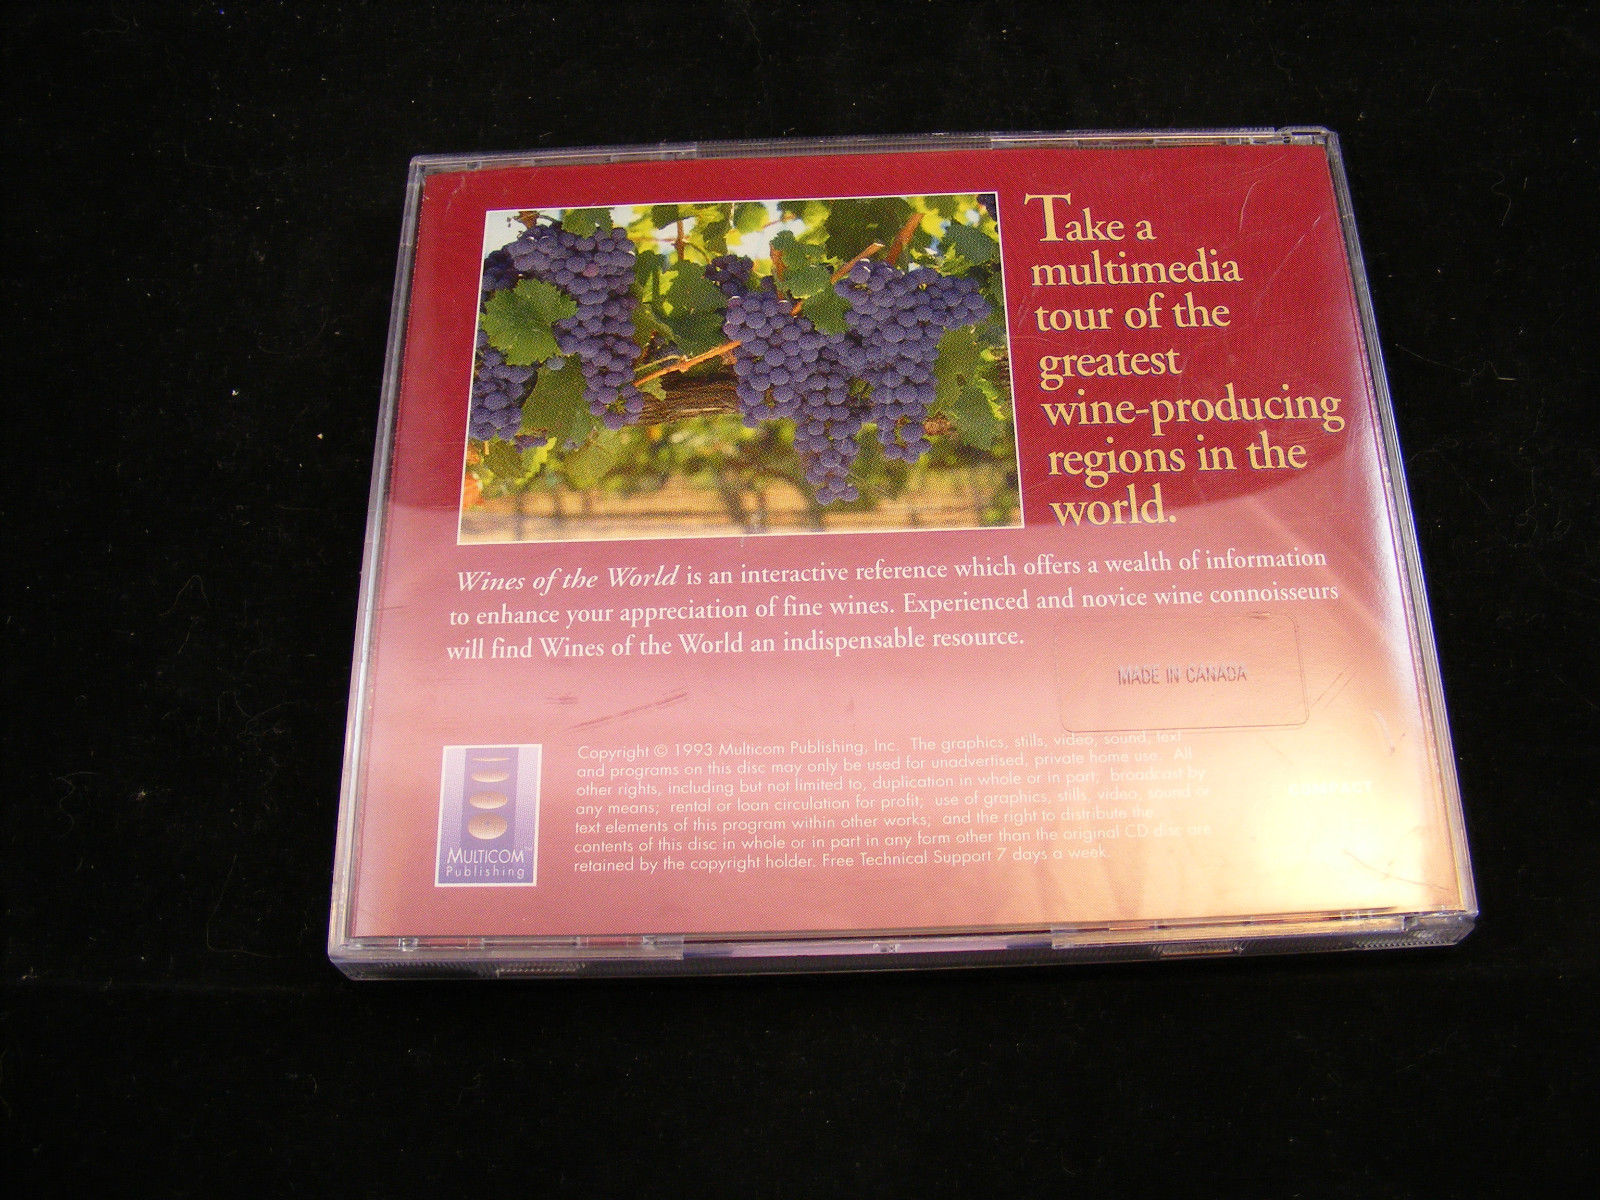 Take a
multimedia
tour of the
greatest
wine-producing
regions in the
world.
Wines of the World is an interactive reference which offers a wealth of information
to enhance your appreciation of fine wines. Experienced and novice wine connoisseurs
will find Wines of the World an indispensable resource.
MADE IN CANADA
Copyright © 1993 Multicom Publishing, Inc. The graphics, stills, video, sound, text
and programs on this disc may only be used for unadvertised, private home use. All
other rights, including but not limited to, duplication in whole or in part; broadcast by
any means; rental or loan circulation for profit; use of graphics, stills, video, sound or
text elements of this program within other works; and the right to distribute the
contents of this disc in whole or in part in any form other than the original CD disc are
retained by the copyright holder. Free Technical Support 7 days a week.
MULTICOM™
Publishing
COMPACT